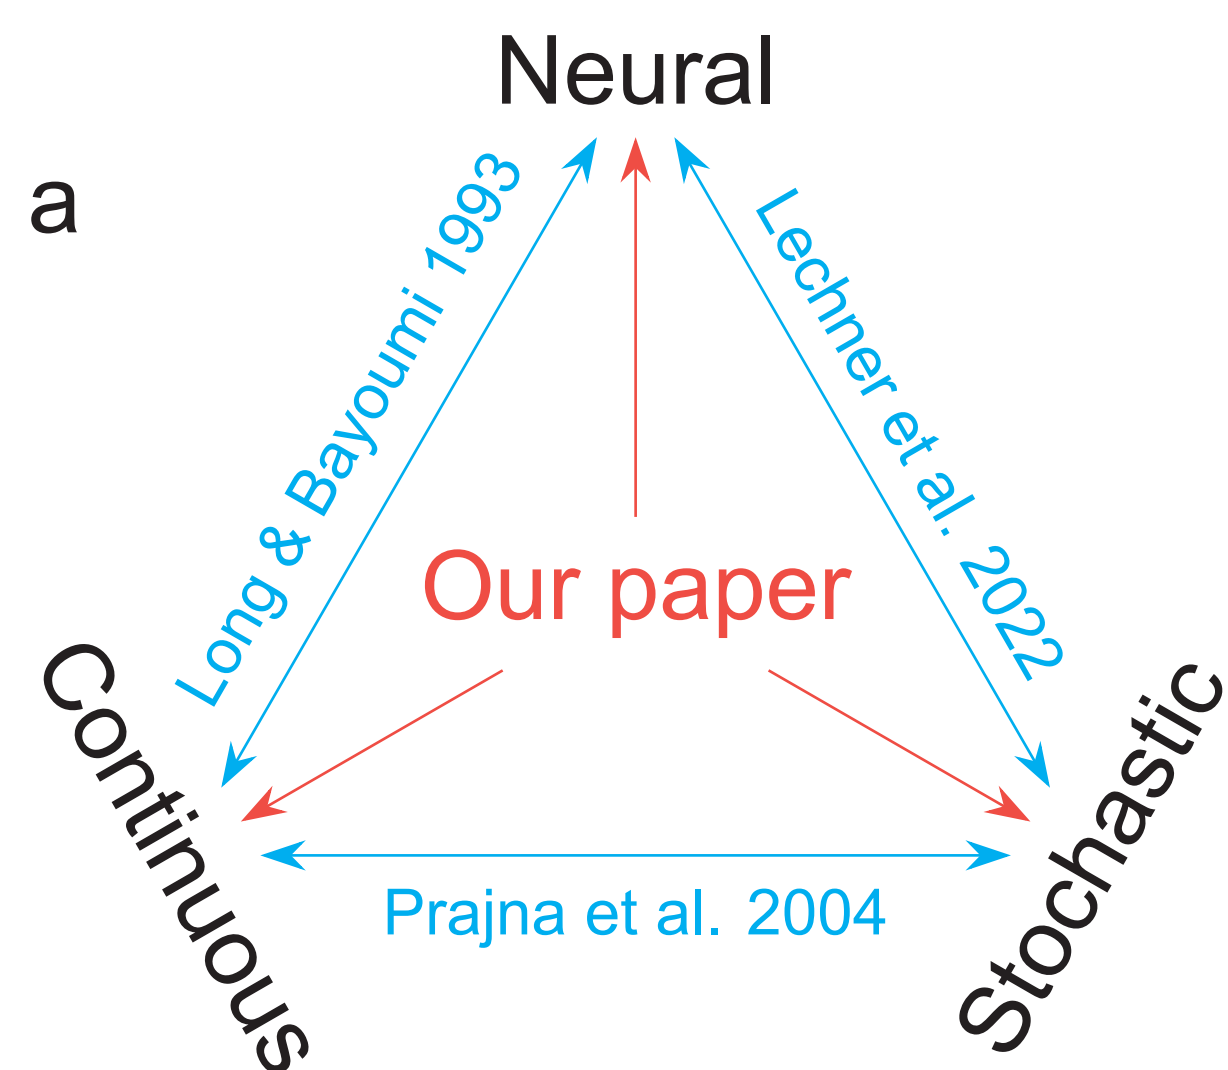 Neural
a
Long & Bayoumi 1993
Lechner et al. 2022
Our paper
Continuous
Stochastic
Prajna et al. 2004